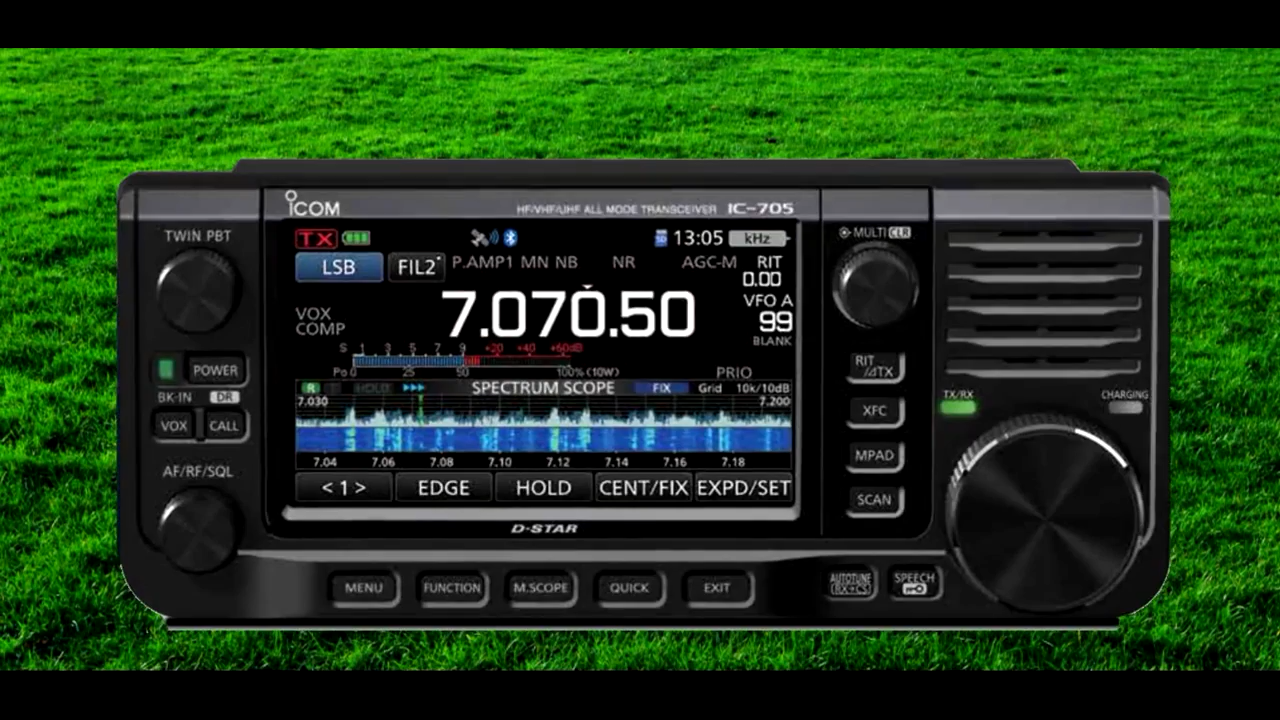 ICOM
HF/VHF/UHF ALL MODE TRANSCEIVER IC-705
TWIN PBT
POWER
BK-IN DR
VOX CALL
AF/RF/SQL
TX 13:05 kHz
LSB FIL2 P.AMP1 MN NB NR AGC-M RIT
0.00
7.070.50
VOX
COMP
VFO A
99
BLANK
S 1 3 5 7 9 +20 +40 +60dB
Po 0 25 50 100% (10W) PRIO
R HOLD SPECTRUM SCOPE FIX Grid 10k/10dB
7.030 7.200
7.04 7.06 7.08 7.10 7.12 7.14 7.16 7.18
< 1 > EDGE HOLD CENT/FIX EXPD/SET
D-STAR
MULTI CLR
RIT
/⊿TX
XFC
MPAD
SCAN
TX/RX CHARGING
MENU FUNCTION M.SCOPE QUICK EXIT
AUTOTUNE
SPEECH